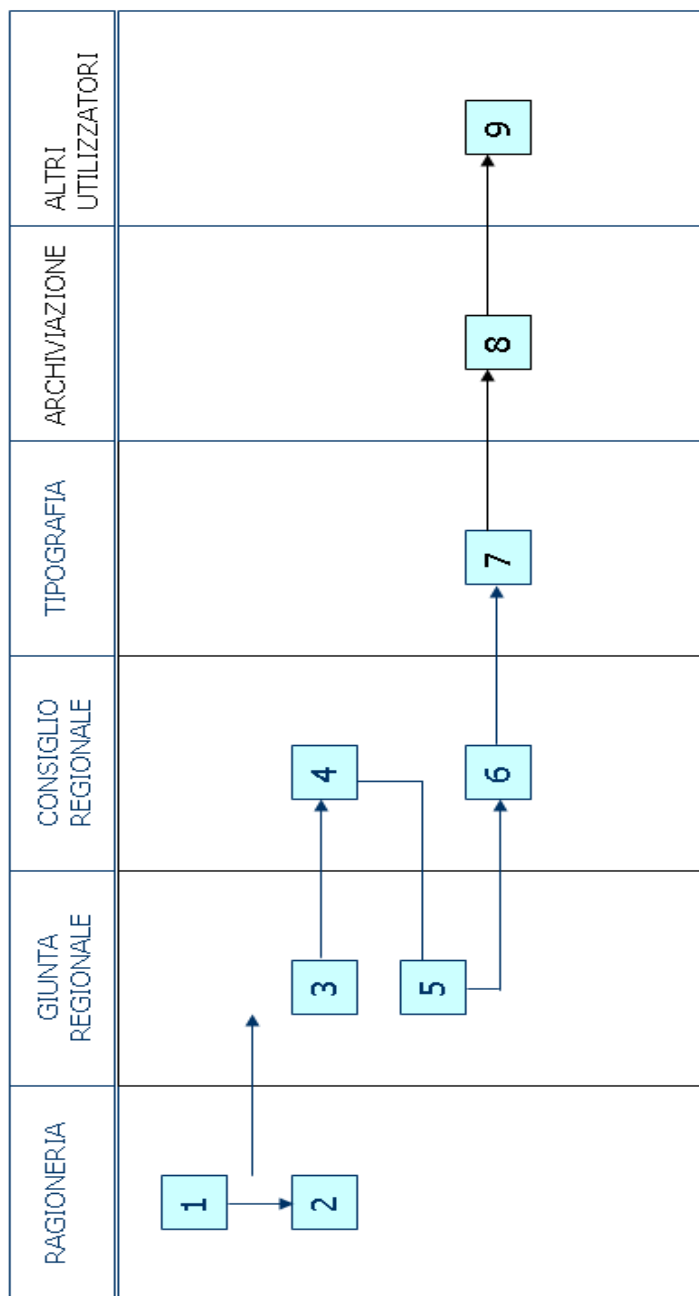 RAGIONERIA
GIUNTA
REGIONALE
CONSIGLIO
REGIONALE
TIPOGRAFIA
ARCHIVIAZIONE
ALTRI
UTILIZZATORI
1
2
3
4
5
6
7
8
9